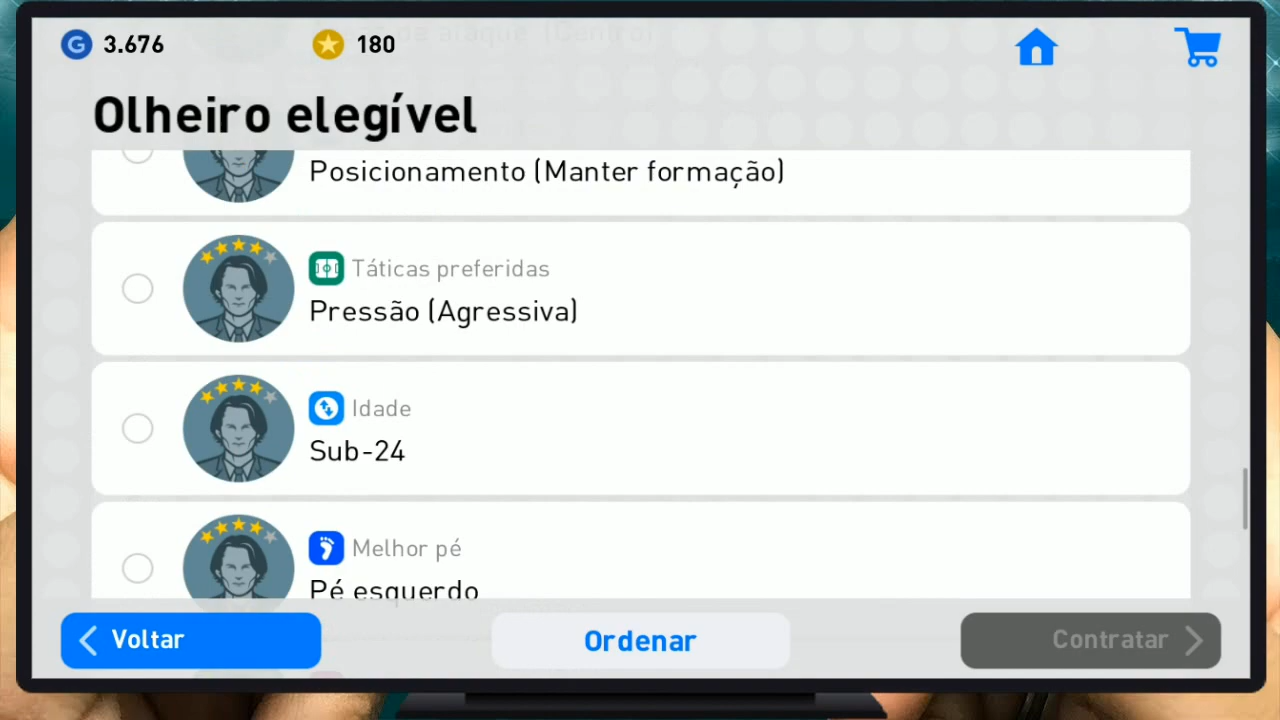 G 3.676
180
Olheiro elegível
Posicionamento (Manter formação)
Táticas preferidas
Pressão (Agressiva)
Idade
Sub-24
Melhor pé
Pé esquerdo
Voltar
Ordenar
Contratar